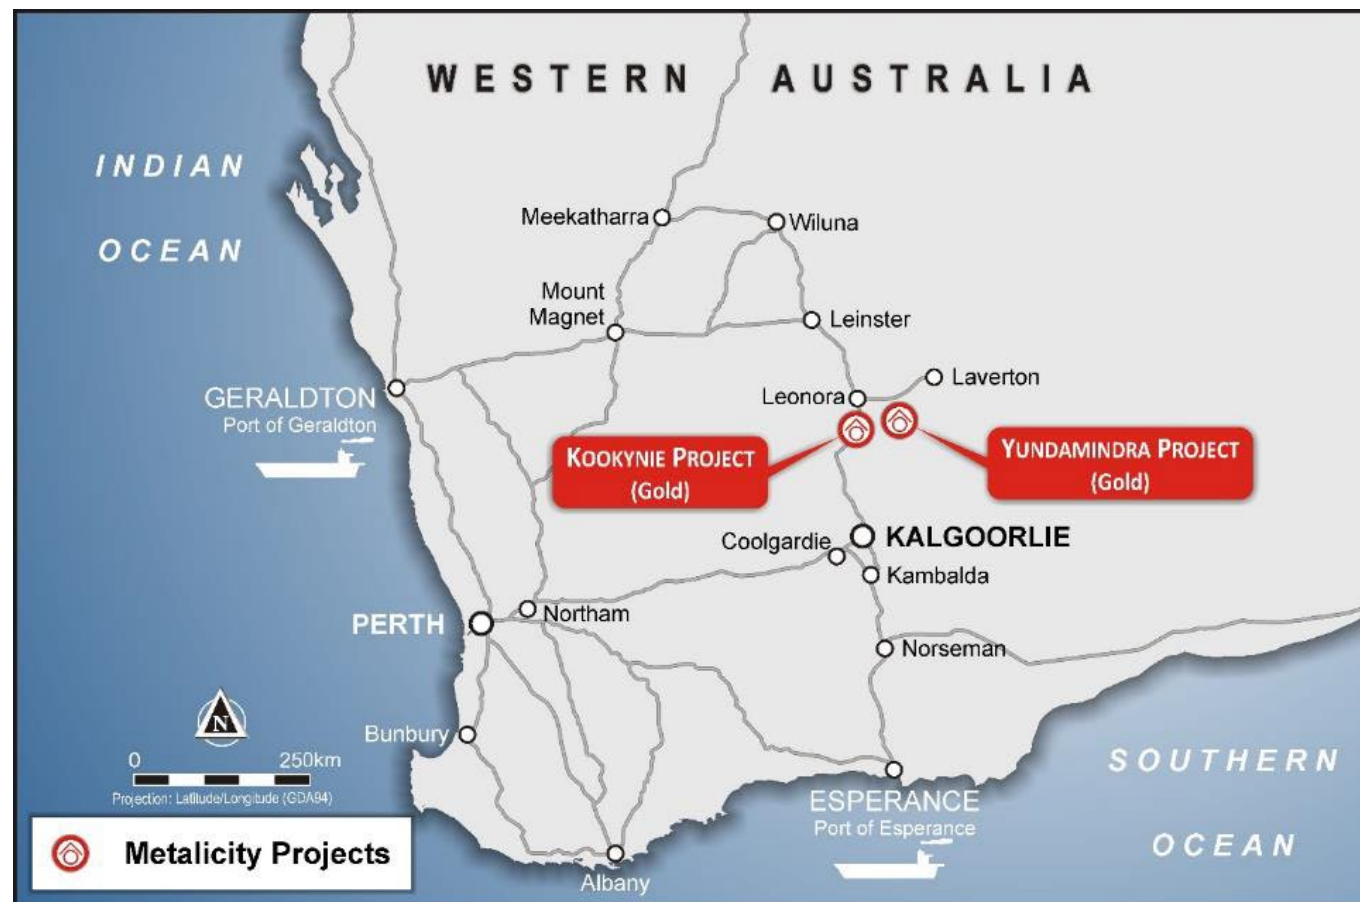 WESTERN AUSTRALIA
INDIAN
OCEAN
Meekatharra
Wiluna
Mount
Magnet
Leinster
Laverton
Leonora
GERALDTON
Port of Geraldton
KOOKYNIE PROJECT
(Gold)
YUNDAMINDRA PROJECT
(Gold)
Coolgardie
KALGOORLIE
Kambalda
Northam
PERTH
Norseman
Bunbury
N
0 250km
Projection: Latitude/Longitude (GDA94)
SOUTHERN
OCEAN
ESPERANCE
Port of Esperance
Albany
Metalicity Projects